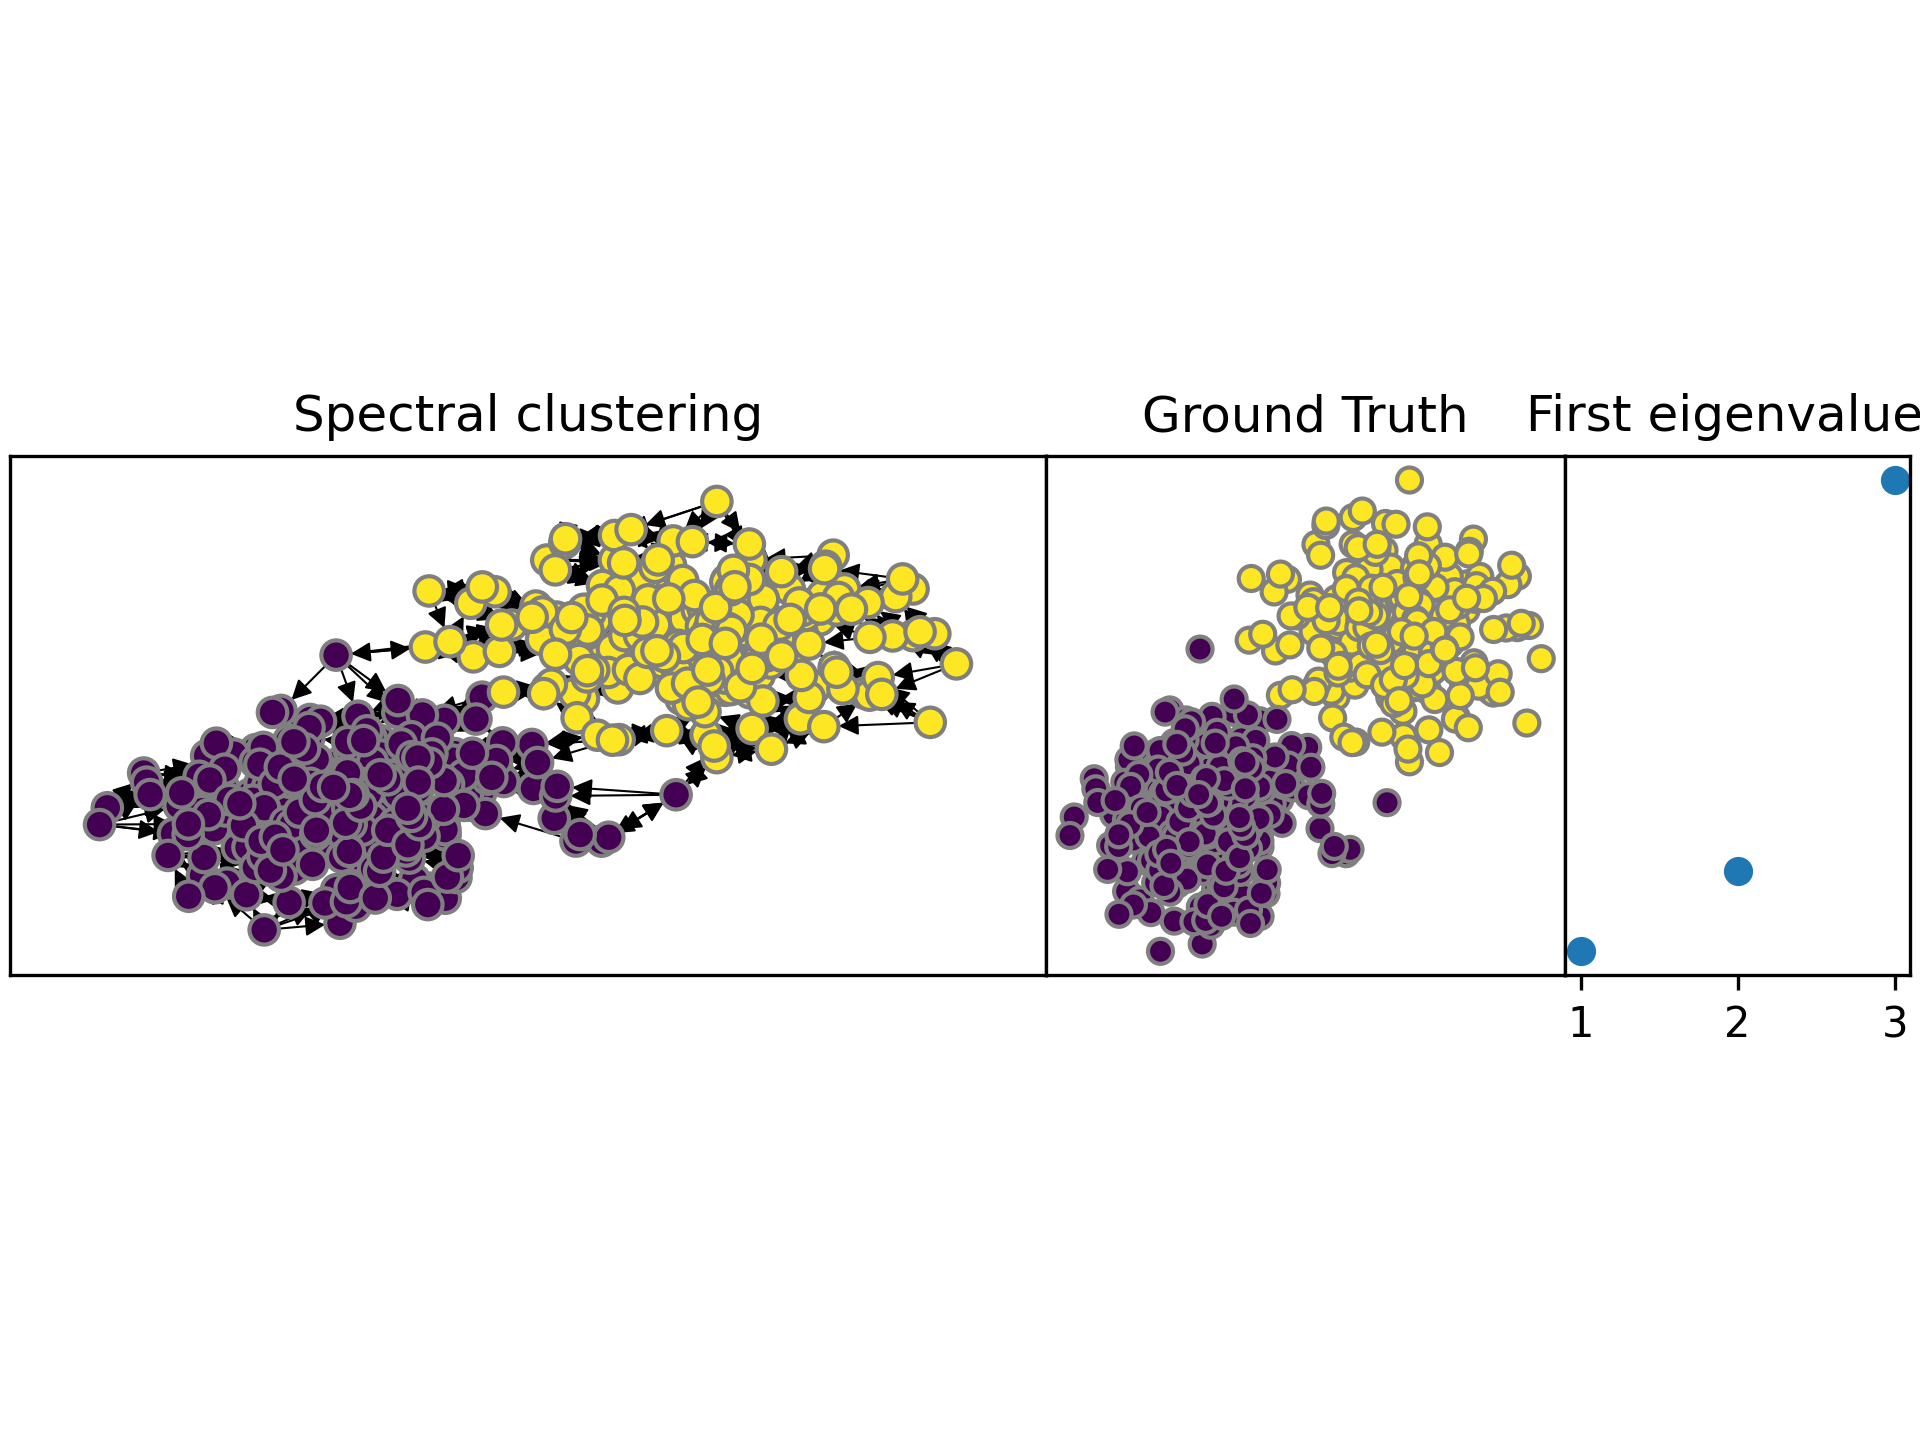 Spectral clustering
Ground Truth
First eigenvalue
1
2
3